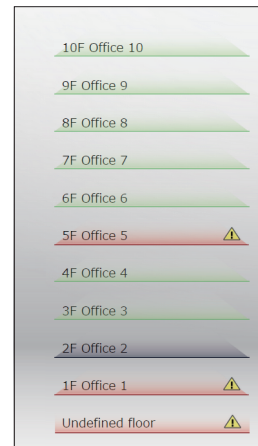 10F Office 10
9F Office 9
8F Office 8
7F Office 7
6F Office 6
5F Office 5
4F Office 4
3F Office 3
2F Office 2
1F Office 1
Undefined floor